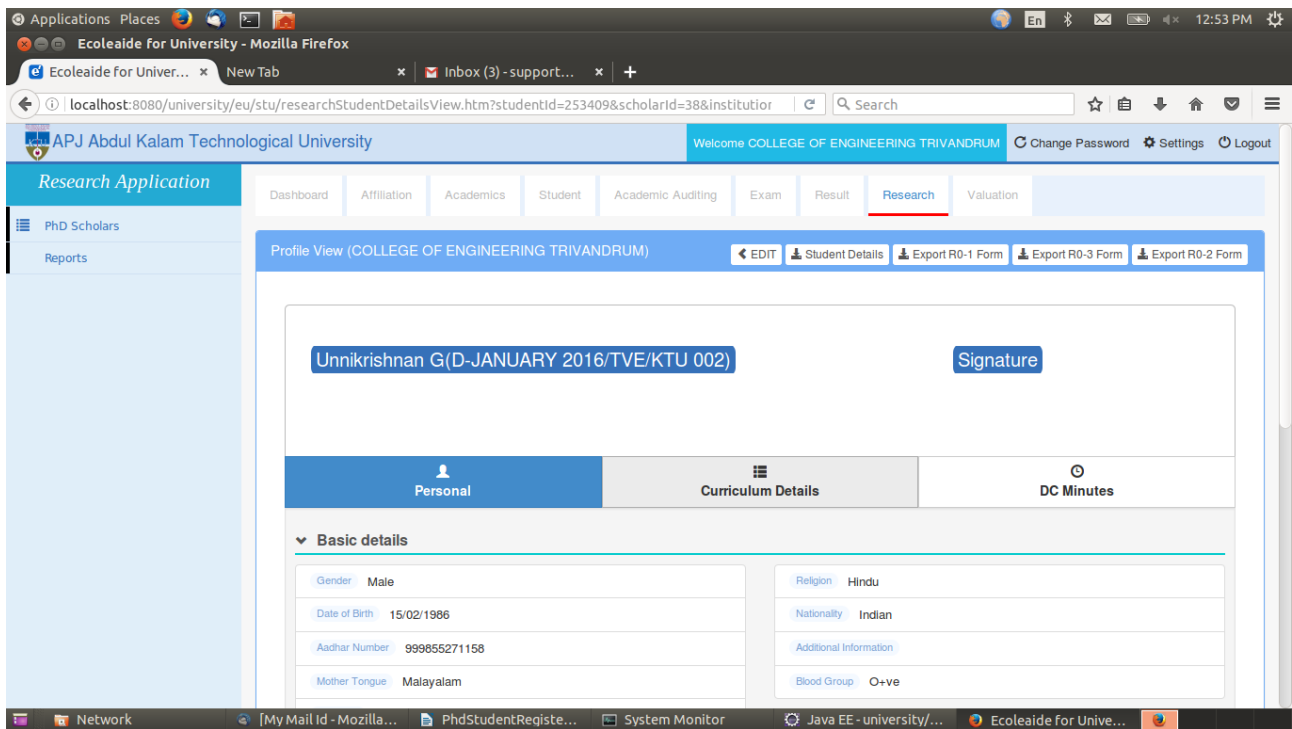 Applications Places En 12:53 PM
Ecoleaide for University - Mozilla Firefox
Ecoleaide for Univer... × New Tab × Inbox (3) - support... × +
localhost:8080/university/eu/stu/researchStudentDetailsView.htm?studentId=253409&scholarId=38&institution Search
APJ Abdul Kalam Technological University Welcome COLLEGE OF ENGINEERING TRIVANDRUM Change Password Settings Logout
Research Application
Dashboard Affiliation Academics Student Academic Auditing Exam Result Research Valuation
PhD Scholars
Reports
Profile View (COLLEGE OF ENGINEERING TRIVANDRUM) EDIT Student Details Export R0-1 Form Export R0-3 Form Export R0-2 Form
Unnikrishnan G(D-JANUARY 2016/TVE/KTU 002) Signature
Personal Curriculum Details DC Minutes
Basic details
Gender Male Religion Hindu
Date of Birth 15/02/1986 Nationality Indian
Aadhar Number 999855271158 Additional Information
Mother Tongue Malayalam Blood Group O+ve
Network [My Mail Id - Mozilla... PhdStudentRegiste... System Monitor Java EE - university/... Ecoleaide for Unive...